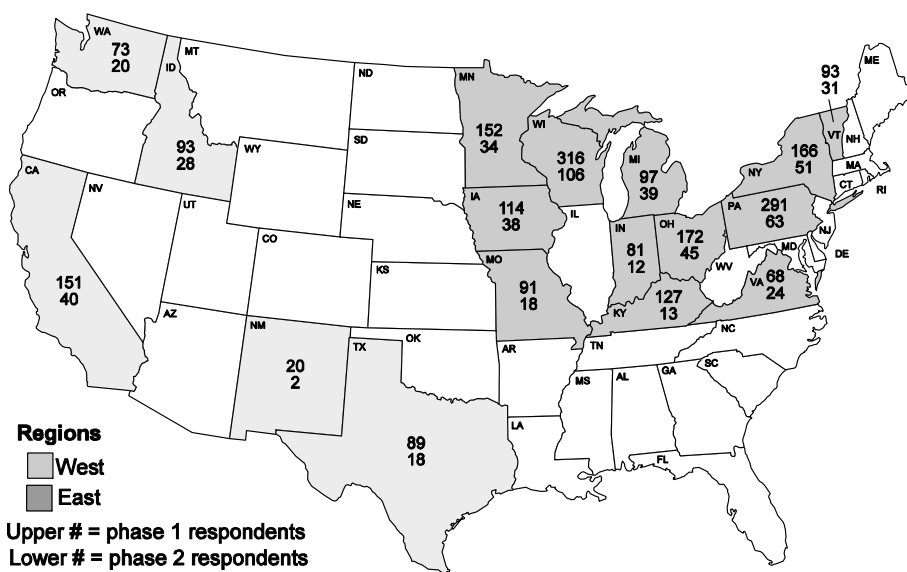 WA
73
20
ID
MT
ND
MN
152
34
OR
93
28
WY
SD
WI
316
106
MI
97
39
93
31
VT
NH
ME
NY
166
51
MA
CT
RI
CA
151
40
NV
UT
CO
NE
KS
IA
114
38
MO
91
18
IL
IN
81
12
OH
172
45
PA
291
63
NJ
MD
DE
WV
VA
68
24
KY
127
13
AZ
NM
20
2
TX
89
18
OK
AR
LA
TN
MS
AL
GA
NC
SC
FL
Regions
West
East
Upper # = phase 1 respondents
Lower # = phase 2 respondents